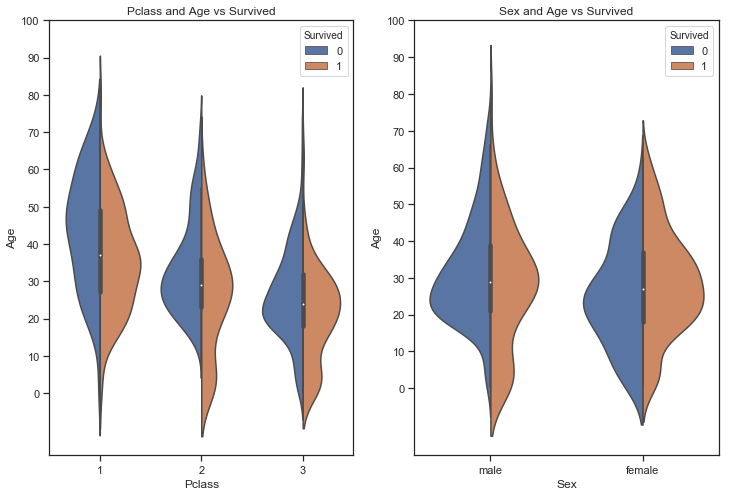 Pclass and Age vs Survived
100
90
80
70
60
50
40
30
20
10
0
Age
Survived
0
1
1
2
3
Pclass
Sex and Age vs Survived
100
90
80
70
60
50
40
30
20
10
0
Age
Survived
0
1
male
female
Sex